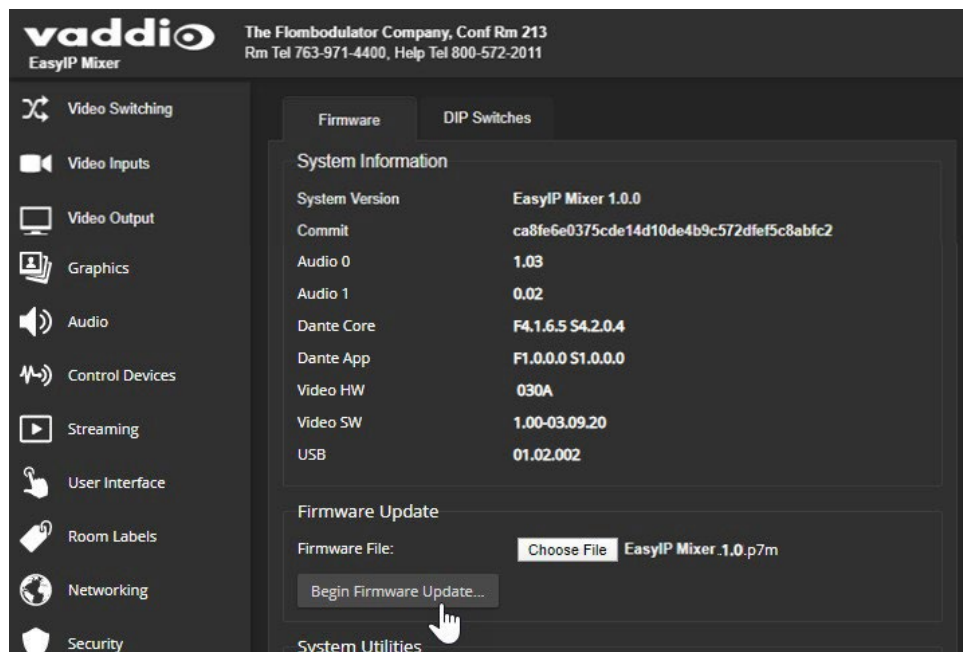 vaddio
EasyIP Mixer
The Flombodulator Company, Conf Rm 213
Rm Tel 763-971-4400, Help Tel 800-572-2011
Video Switching
Video Inputs
Video Output
Graphics
Audio
Control Devices
Streaming
User Interface
Room Labels
Networking
Security
Firmware
DIP Switches
System Information
System Version EasyIP Mixer 1.0.0
Commit ca8fe6e0375cde14d10de4b9c572dfef5c8abfc2
Audio 0 1.03
Audio 1 0.02
Dante Core F4.1.6.5 S4.2.0.4
Dante App F1.0.0.0 S1.0.0.0
Video HW 030A
Video SW 1.00-03.09.20
USB 01.02.002
Firmware Update
Firmware File: Choose File EasyIP Mixer.1.0.p7m
Begin Firmware Update...
System Utilities